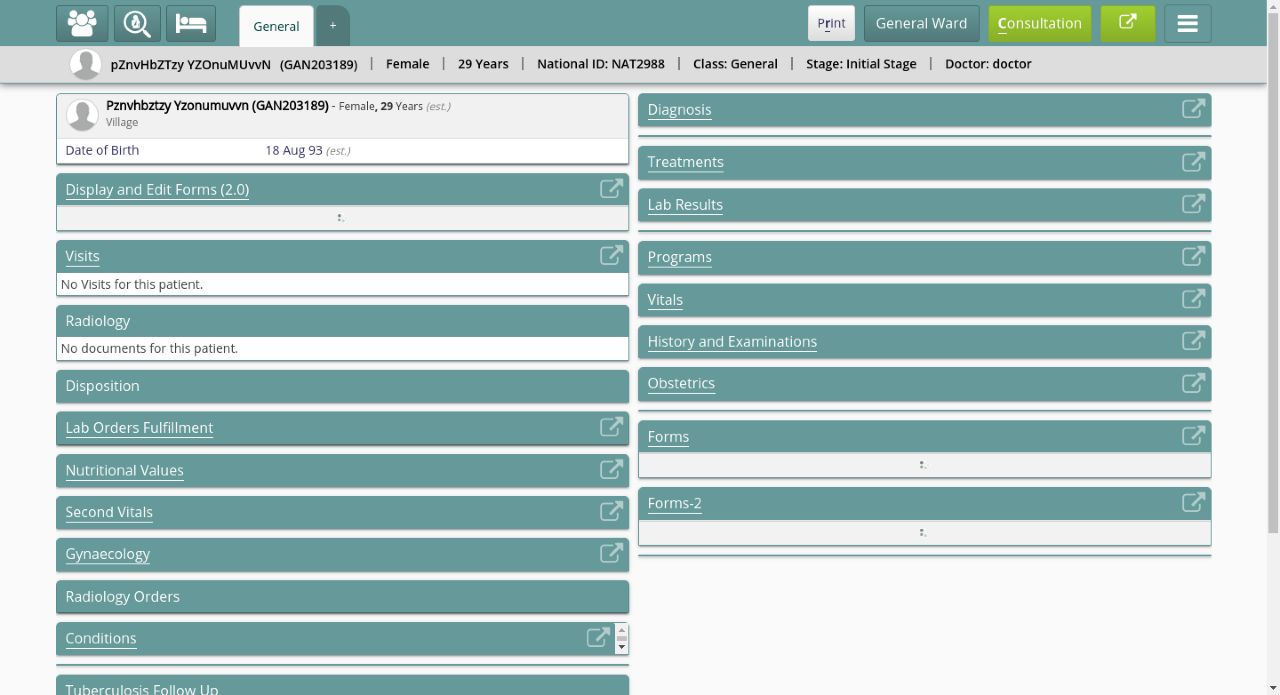 General
+
Print
General Ward
Consultation
pZnvHbZTzy YZOnuMUvvN (GAN203189) | Female | 29 Years | National ID: NAT2988 | Class: General | Stage: Initial Stage | Doctor: doctor
Pznvhbztzy Yzonumuvvn (GAN203189) - Female, 29 Years (est.)
Village
Date of Birth 18 Aug 93 (est.)
Display and Edit Forms (2.0)
Visits
No Visits for this patient.
Radiology
No documents for this patient.
Disposition
Lab Orders Fulfillment
Nutritional Values
Second Vitals
Gynaecology
Radiology Orders
Conditions
Tuberculosis Follow Up
Diagnosis
Treatments
Lab Results
Programs
Vitals
History and Examinations
Obstetrics
Forms
Forms-2